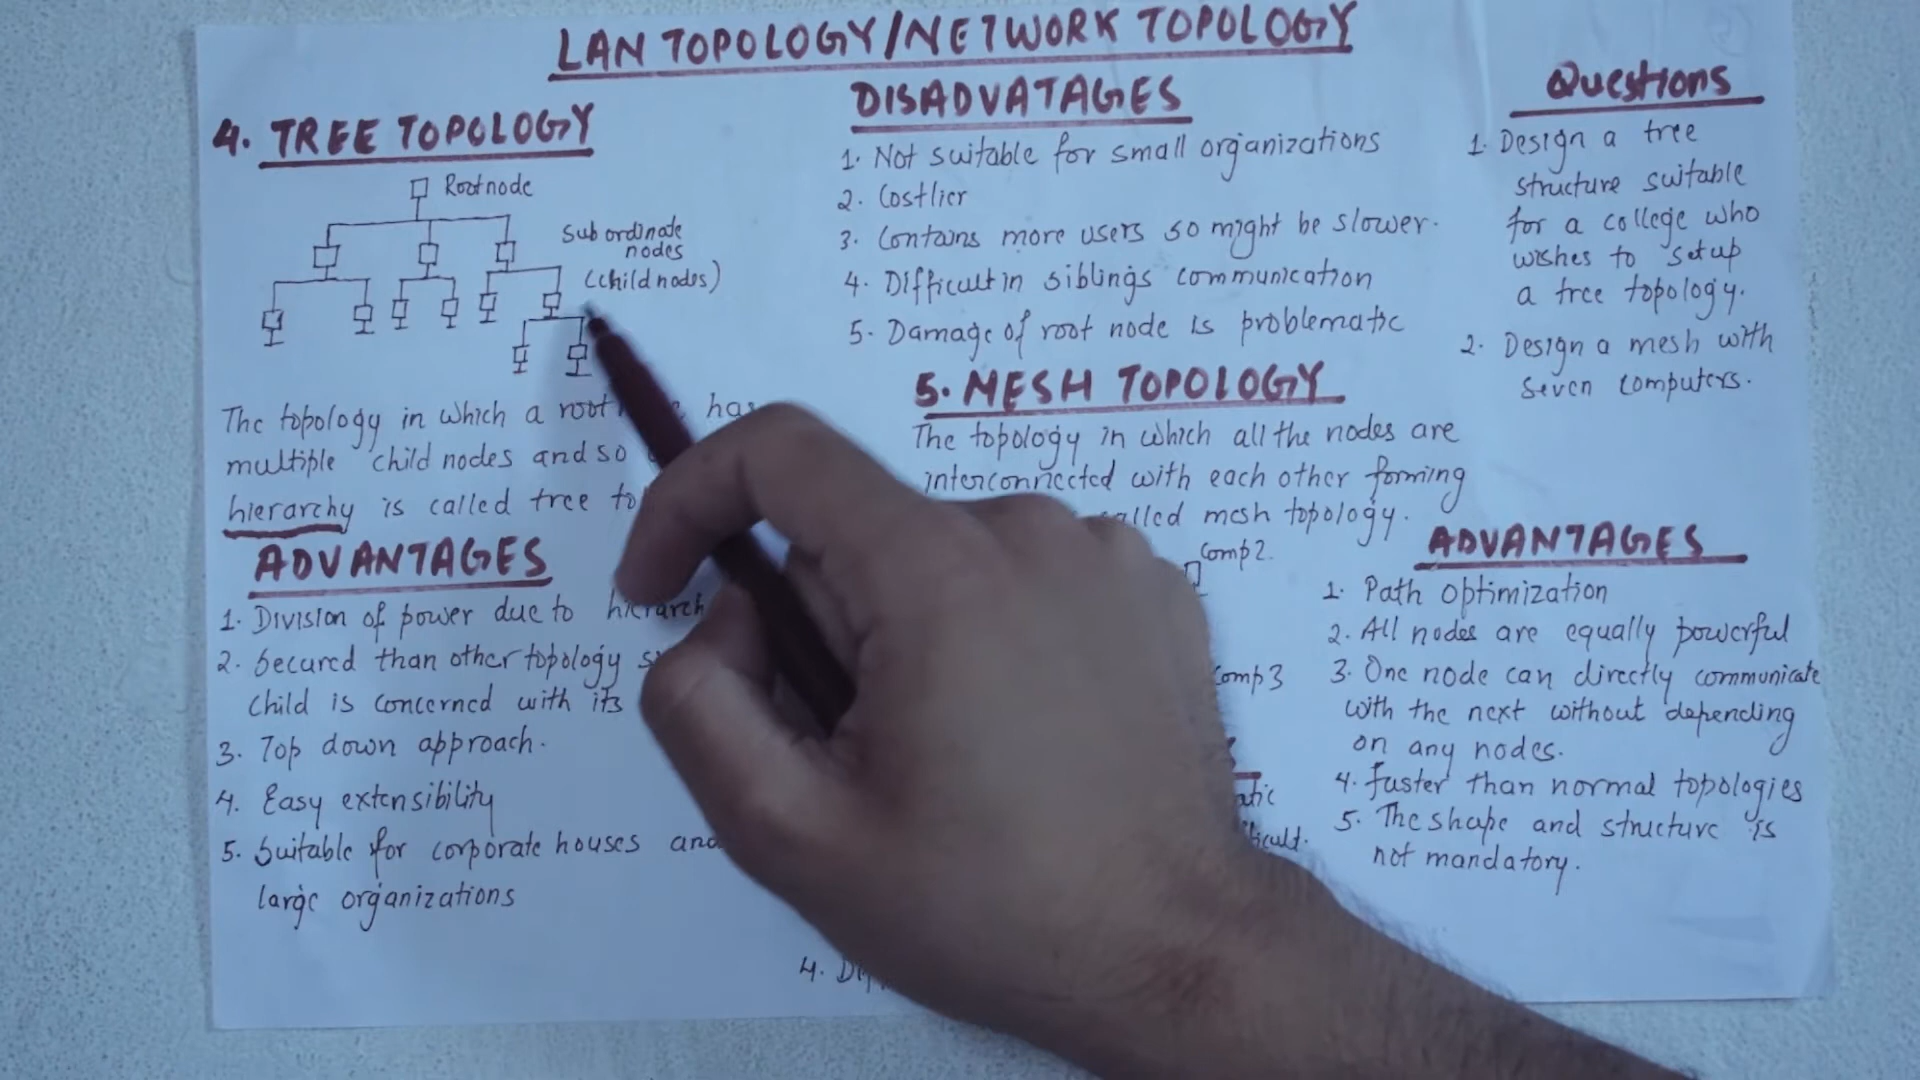 LAN TOPOLOGY/NETWORK TOPOLOGY
4. TREE TOPOLOGY
Rootnode
Subordinate
nodes
(child nodes)
The topology in which a root has
multiple child nodes and so
hierarchy is called tree
ADVANTAGES
1. Division of power due to
2. Secured than other topology
child is concerned with its
3. Top down approach.
4. Easy extensibility
5. Suitable for corporate houses and
large organizations
DISADVATAGES
1. Not suitable for small organizations
2. Costlier
3. Contains more users so might be slower.
4. Difficult in siblings communication
5. Damage of root node is problematic
5. MESH TOPOLOGY
The topology in which all the nodes are
interconnected with each other forming
called mesh topology.
Comp 2.
Comp 3
4.
Questions
1. Design a tree
structure suitable
for a college who
wishes to setup
a tree topology.
2. Design a mesh with
seven computers.
ADVANTAGES
1. Path optimization
2. All nodes are equally powerful
3. One node can directly communicate
with the next without depending
on any nodes.
4. faster than normal topologies
5. The shape and structure is
not mandatory.